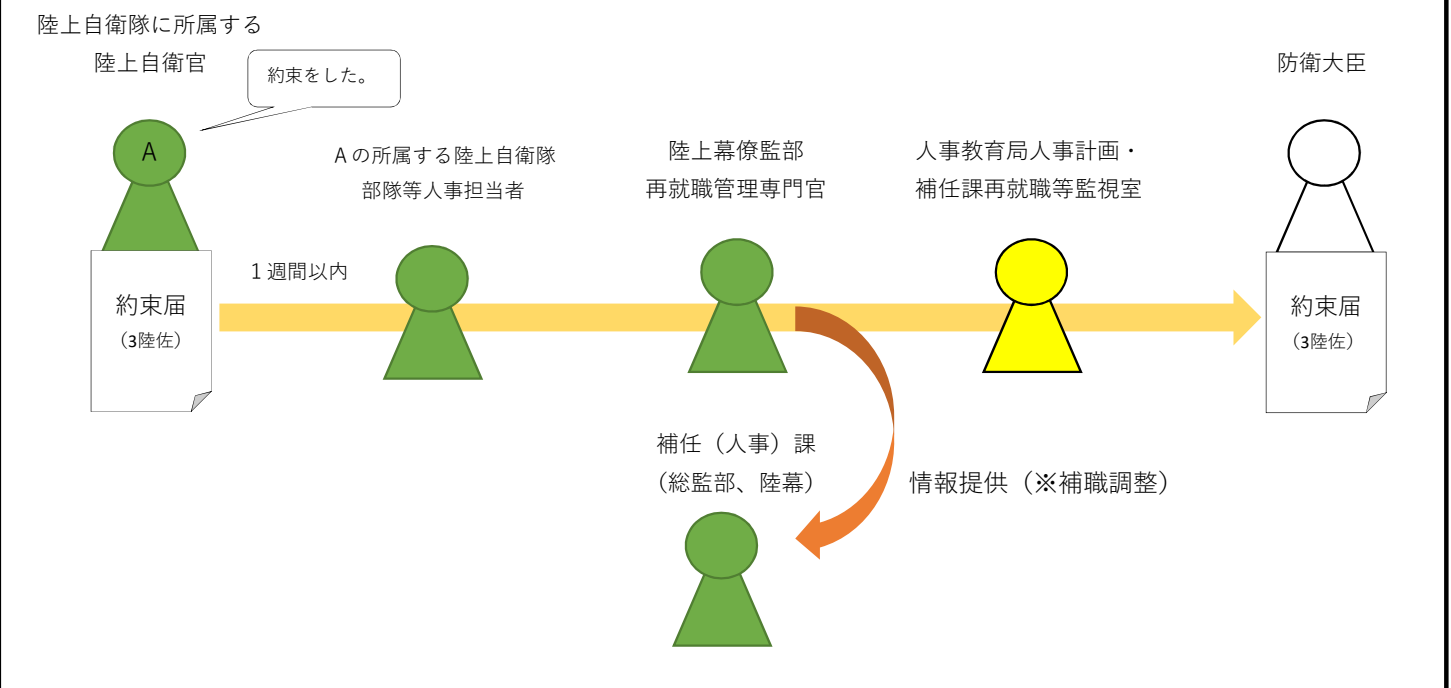 陸上自衛隊に所属する
陸上自衛官
約束をした。
防衛大臣
A
Aの所属する陸上自衛隊
部隊等人事担当者
陸上幕僚監部
再就職管理専門官
人事教育局人事計画・
補任課再就職等監視室
1週間以内
約束届
（3陸佐）
約束届
（3陸佐）
補任（人事）課
（総監部、陸幕）
情報提供（※補職調整）